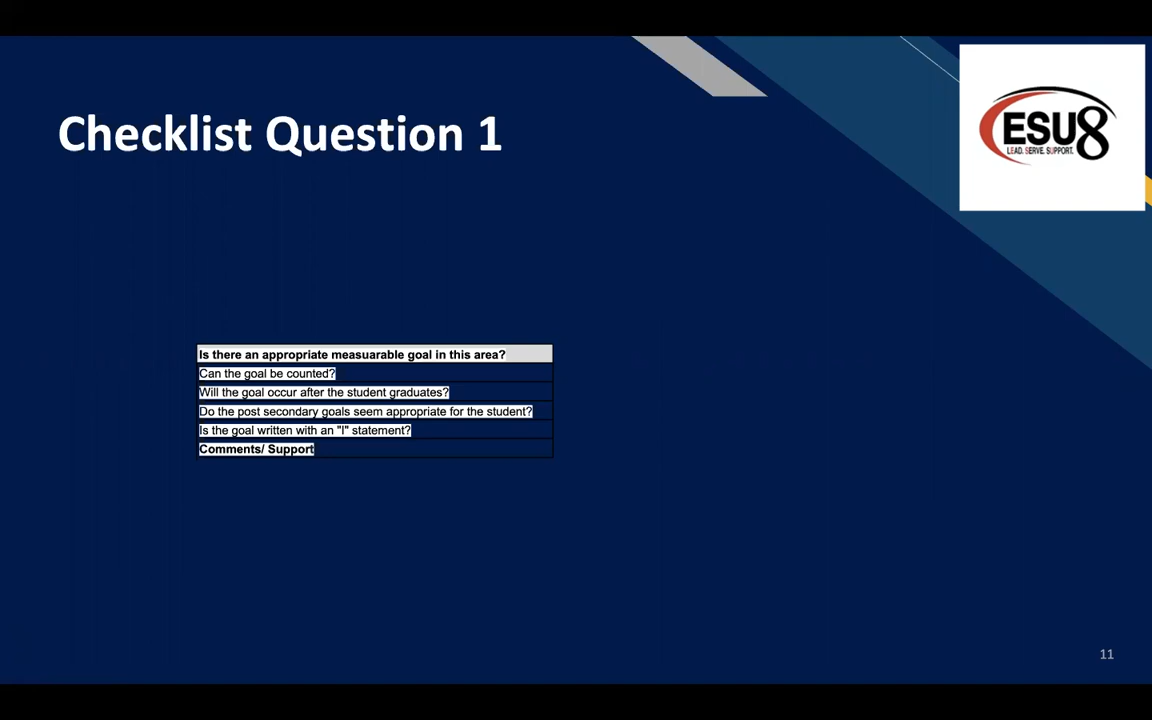 Checklist Question 1
ESU8
LEAD. SERVE. SUPPORT.
Is there an appropriate measuarable goal in this area?
Can the goal be counted?
Will the goal occur after the student graduates?
Do the post secondary goals seem appropriate for the student?
Is the goal written with an "I" statement?
Comments/ Support
11